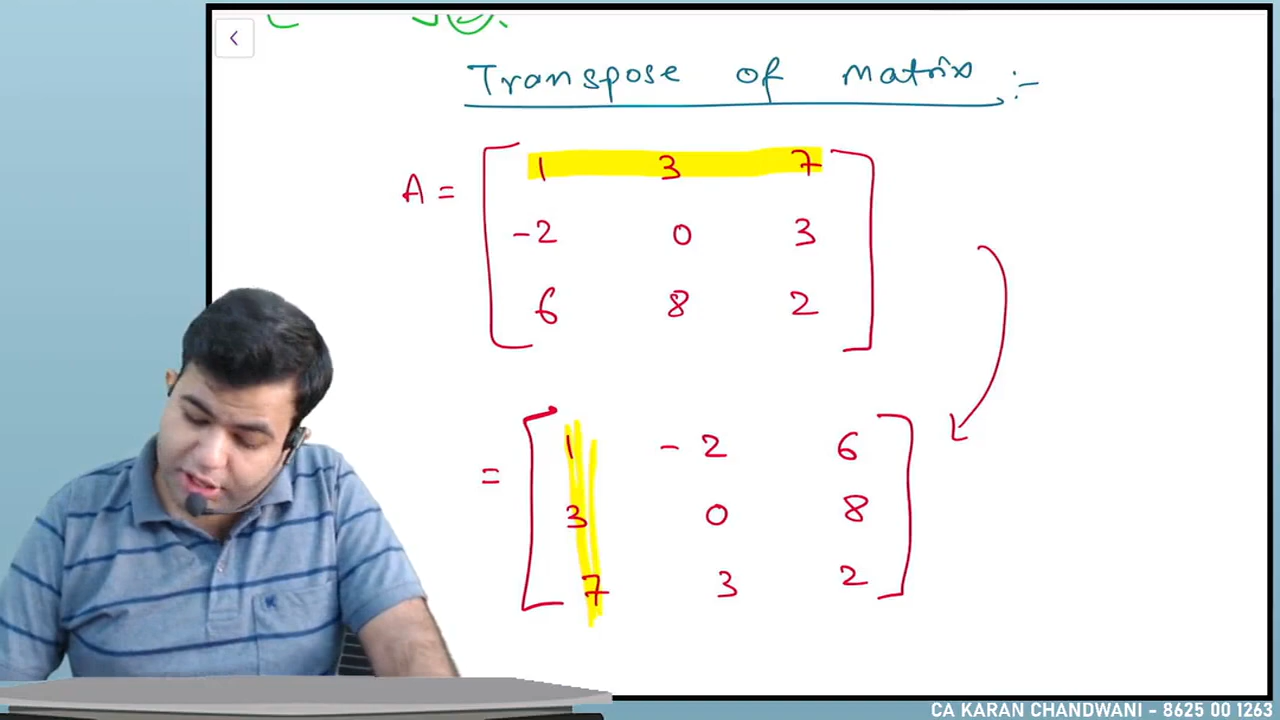 Transpose of matrix :-
A = [ 1 3 7
-2 0 3
6 8 2 ]
= [ 1 -2 6
3 0 8
7 3 2 ]
CA KARAN CHANDWANI - 8625 00 1263